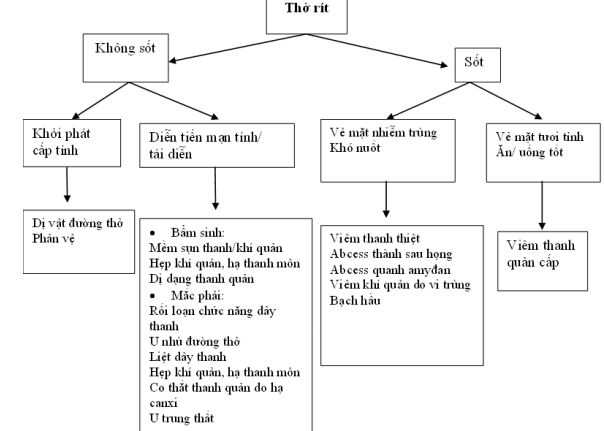 Thở rít
Không sốt
Sốt
Khởi phát
cấp tính
Diễn tiến mạn tính/
tái diễn
Vẻ mặt nhiễm trùng
Khó nuốt
Vẻ mặt tươi tỉnh
Ăn/ uống tốt
Dị vật đường thở
Phản vệ
• Bẩm sinh:
Mềm sụn thanh/khí quản
Hẹp khí quản, hạ thanh môn
Dị dạng thanh quản
• Mắc phải:
Rối loạn chức năng dây
thanh
U nhú đường thở
Liệt dây thanh
Hẹp khí quản, hạ thanh môn
Co thắt thanh quản do hạ
canxi
U trung thất
Viêm thanh thiệt
Abcess thành sau họng
Abcess quanh amyđan
Viêm khí quản do vi trùng
Bạch hầu
Viêm thanh
quản cấp